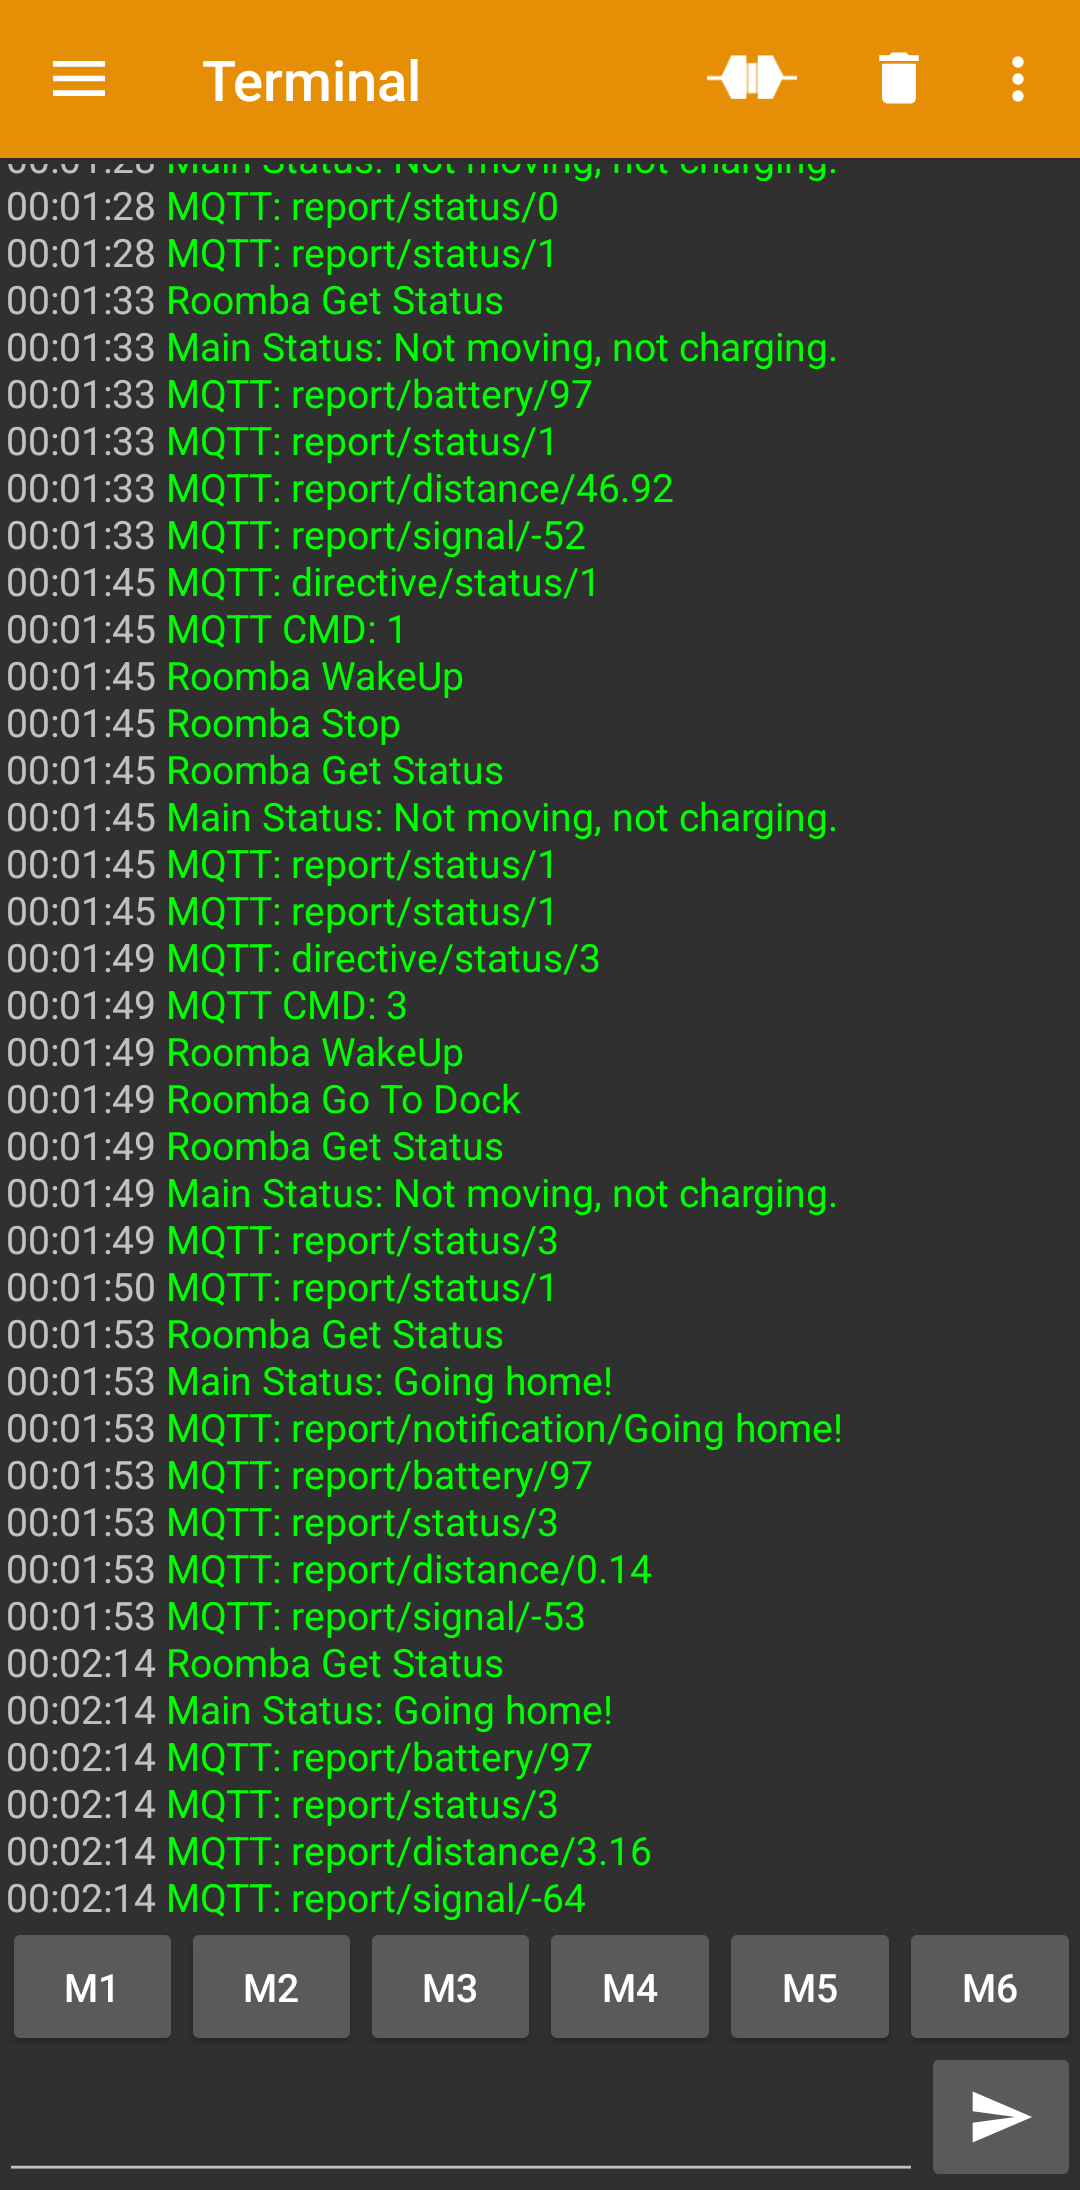 Terminal
00:01:28 Main Status: Not moving, not charging.
00:01:28 MQTT: report/status/0
00:01:28 MQTT: report/status/1
00:01:33 Roomba Get Status
00:01:33 Main Status: Not moving, not charging.
00:01:33 MQTT: report/battery/97
00:01:33 MQTT: report/status/1
00:01:33 MQTT: report/distance/46.92
00:01:33 MQTT: report/signal/-52
00:01:45 MQTT: directive/status/1
00:01:45 MQTT CMD: 1
00:01:45 Roomba WakeUp
00:01:45 Roomba Stop
00:01:45 Roomba Get Status
00:01:45 Main Status: Not moving, not charging.
00:01:45 MQTT: report/status/1
00:01:45 MQTT: report/status/1
00:01:49 MQTT: directive/status/3
00:01:49 MQTT CMD: 3
00:01:49 Roomba WakeUp
00:01:49 Roomba Go To Dock
00:01:49 Roomba Get Status
00:01:49 Main Status: Not moving, not charging.
00:01:49 MQTT: report/status/3
00:01:50 MQTT: report/status/1
00:01:53 Roomba Get Status
00:01:53 Main Status: Going home!
00:01:53 MQTT: report/notification/Going home!
00:01:53 MQTT: report/battery/97
00:01:53 MQTT: report/status/3
00:01:53 MQTT: report/distance/0.14
00:01:53 MQTT: report/signal/-53
00:02:14 Roomba Get Status
00:02:14 Main Status: Going home!
00:02:14 MQTT: report/battery/97
00:02:14 MQTT: report/status/3
00:02:14 MQTT: report/distance/3.16
00:02:14 MQTT: report/signal/-64
M1 M2 M3 M4 M5 M6